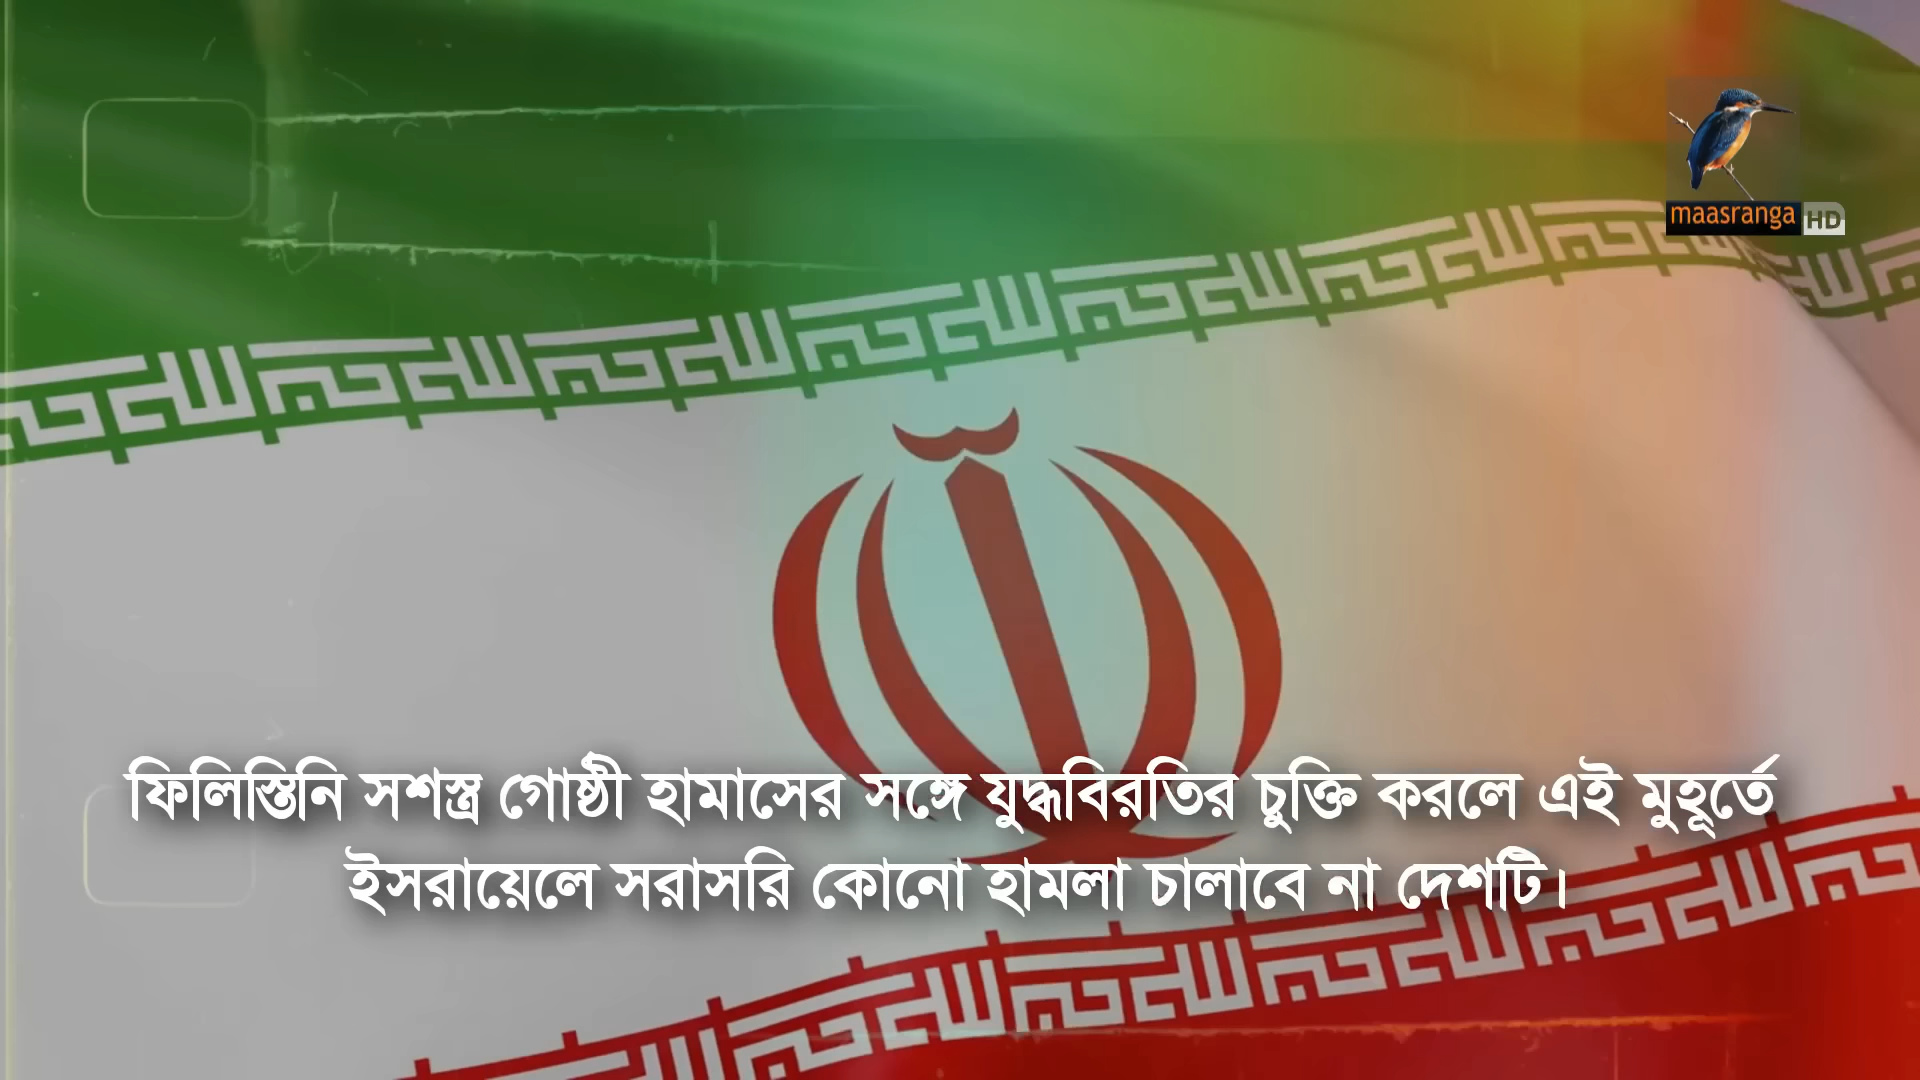 maasranga HD
ফিলিস্তিনি সশস্ত্র গোষ্ঠী হামাসের সঙ্গে যুদ্ধবিরতির চুক্তি করলে এই মুহূর্তে
ইসরায়েলে সরাসরি কোনো হামলা চালাবে না দেশটি।